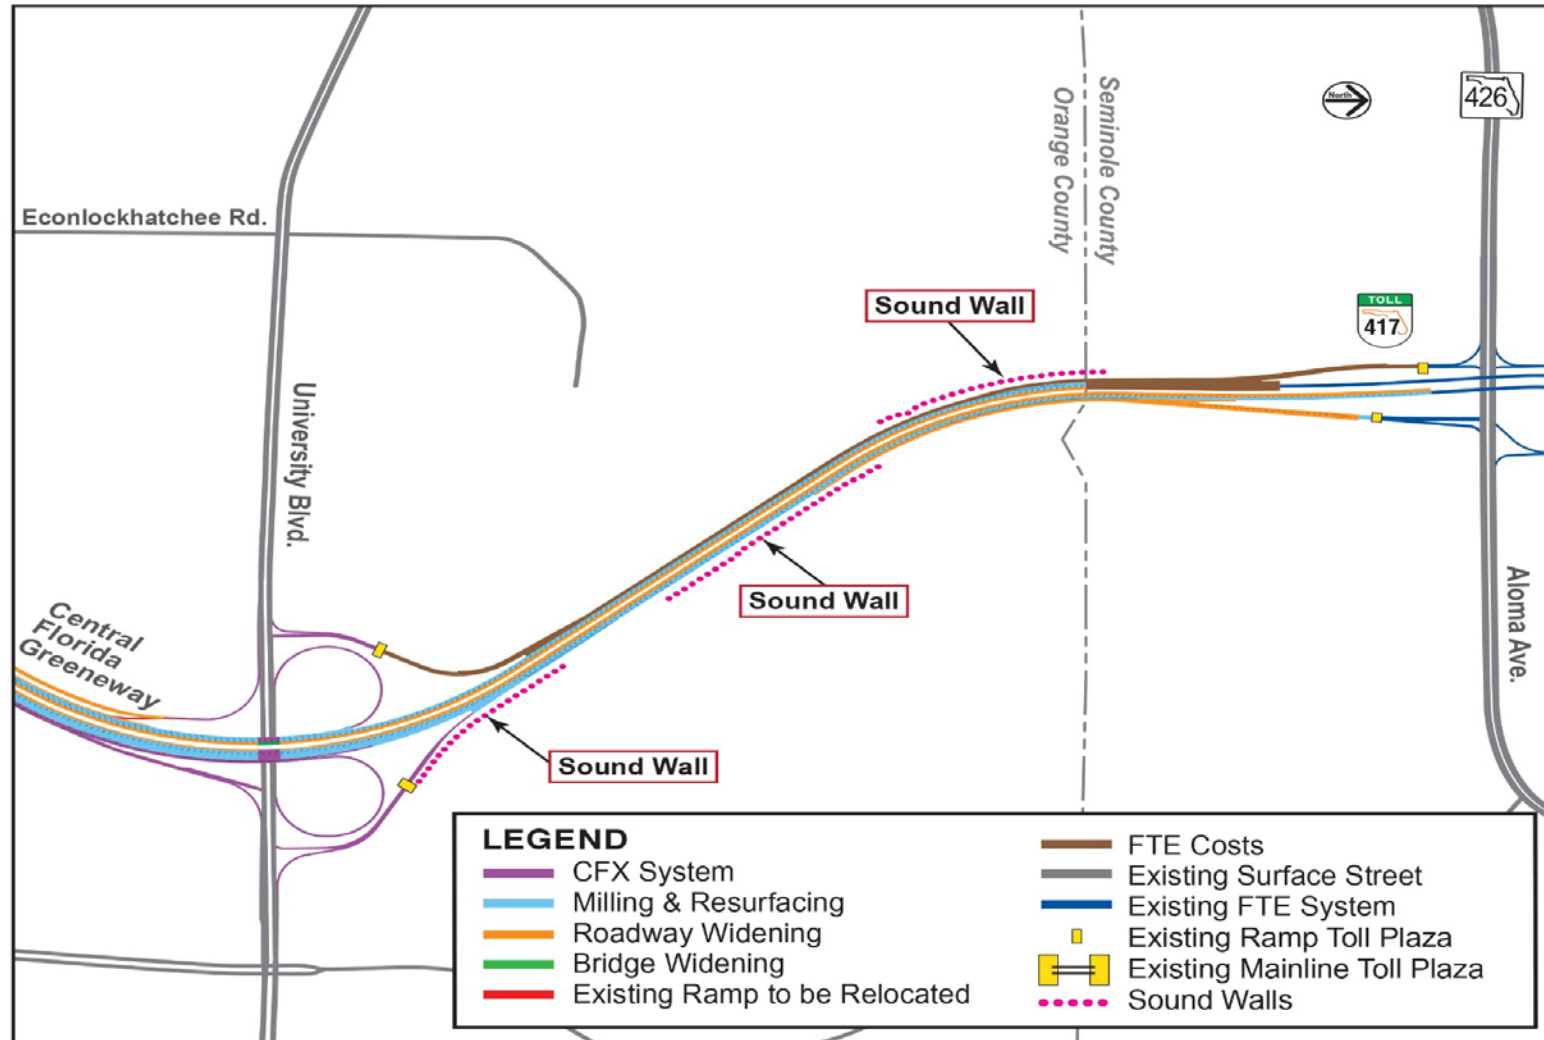 North
426
Seminole County
Orange County
Econlockhatchee Rd.
Sound Wall
TOLL
417
University Blvd.
Sound Wall
Aloma Ave.
Central
Florida
Greeneway
Sound Wall
LEGEND
CFX System
Milling & Resurfacing
Roadway Widening
Bridge Widening
Existing Ramp to be Relocated
FTE Costs
Existing Surface Street
Existing FTE System
Existing Ramp Toll Plaza
Existing Mainline Toll Plaza
Sound Walls